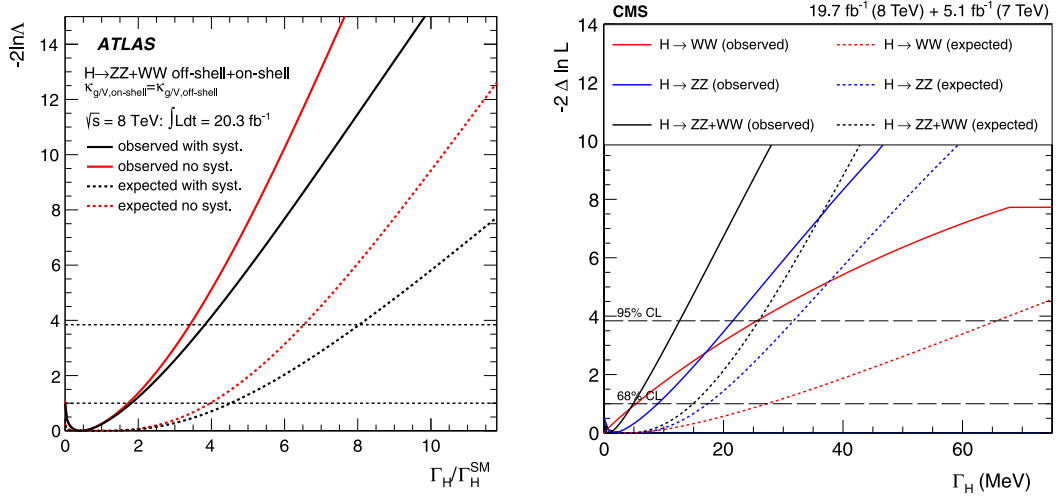 ATLAS
H→ZZ+WW off-shell+on-shell
κg/V,on-shell=κg/V,off-shell
√s = 8 TeV: ∫Ldt = 20.3 fb⁻¹
observed with syst.
observed no syst.
expected with syst.
expected no syst.
-2lnΛ
14
12
10
8
6
4
2
0
0 2 4 6 8 10
Γ_H/Γ_H^SM
CMS 19.7 fb⁻¹ (8 TeV) + 5.1 fb⁻¹ (7 TeV)
H → WW (observed) H → WW (expected)
H → ZZ (observed) H → ZZ (expected)
H → ZZ+WW (observed) H → ZZ+WW (expected)
-2 Δ ln L
14
12
10
8
6
4
2
0
95% CL
68% CL
0 20 40 60
Γ_H (MeV)